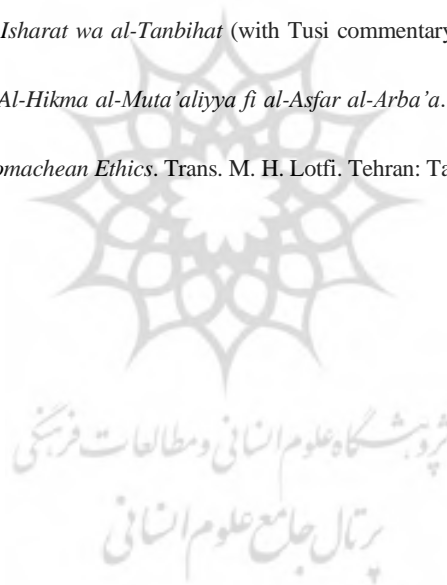 Isharat wa al-Tanbihat (with Tusi commentary
Al-Hikma al-Muta’aliyya fi al-Asfar al-Arba’a.
omachean Ethics. Trans. M. H. Lotfi. Tehran: Ta
پژوهشگاه علوم انسانی و مطالعات فرهنگی
پرتال جامع علوم انسانی